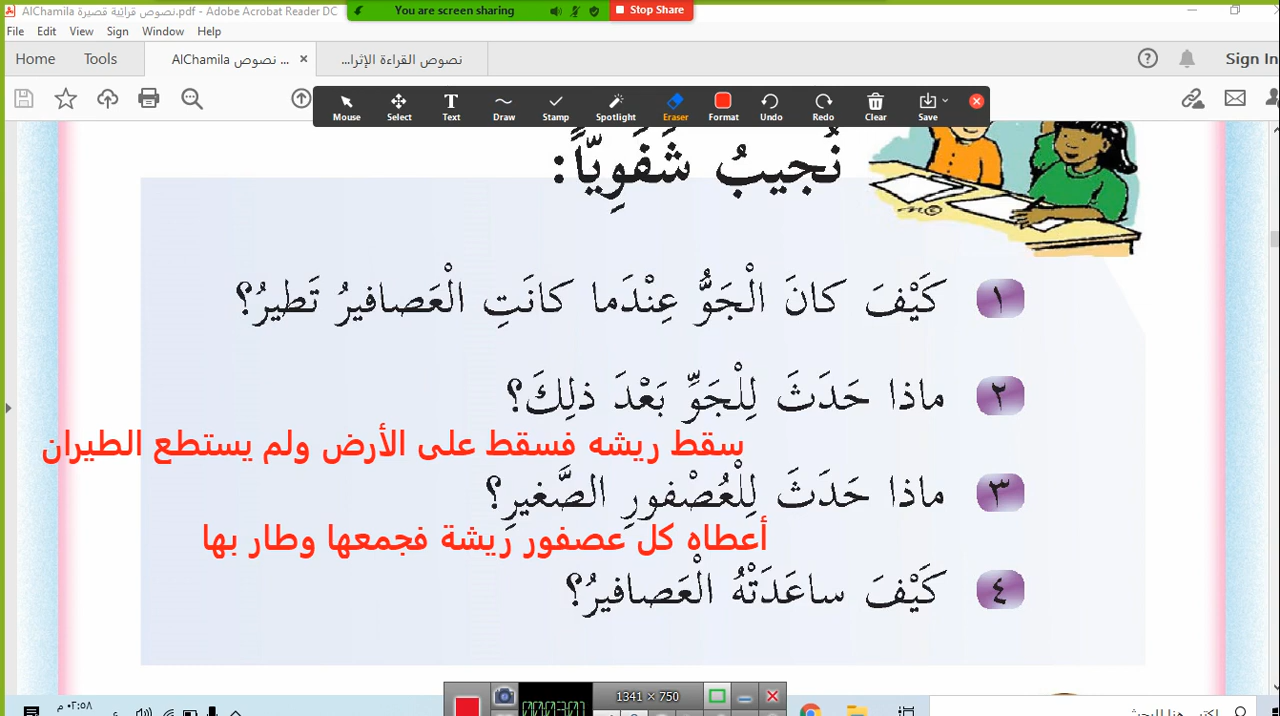 نصوص قرائية قصيرة.pdf - Adobe Acrobat Reader DC
AlChamila
You are screen sharing
Stop Share
File Edit View Sign Window Help
Home Tools
AlChamila نصوص ... ×
نصوص القراءة الإثرا...
Sign In
Mouse Select Text Draw Stamp Spotlight Eraser Format Undo Redo Clear Save
نُجيبُ شَفَوِيّاً:
١ كَيْفَ كانَ الْجَوُّ عِنْدَما كانَتِ الْعَصافيرُ تَطيرُ؟
٢ ماذا حَدَثَ لِلْجَوِّ بَعْدَ ذلِكَ؟
سقط ريشه فسقط على الأرض ولم يستطع الطيران
٣ ماذا حَدَثَ لِلْعُصْفورِ الصَّغيرِ؟
أعطاه كل عصفور ريشة فجمعها وطار بها
٤ كَيْفَ ساعَدَتْهُ الْعَصافيرُ؟
1341 × 750
٠٢:٥٨ م